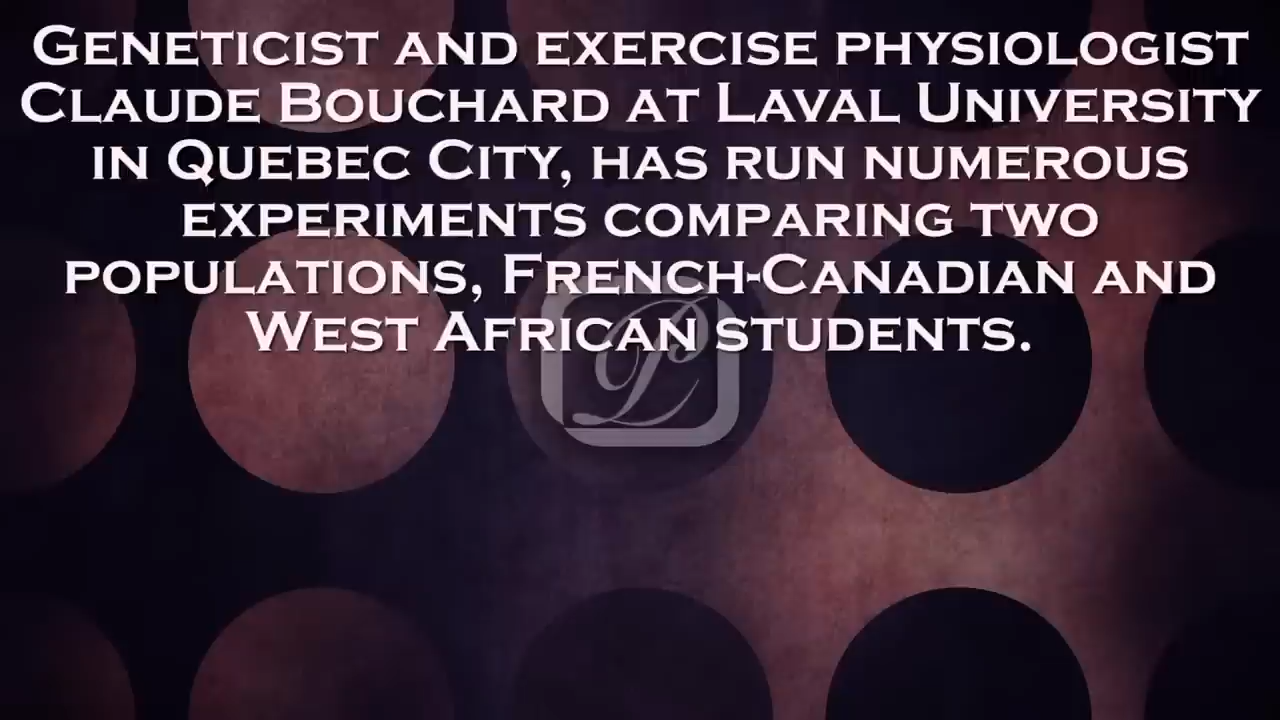 Geneticist and exercise physiologist
Claude Bouchard at Laval University
in Quebec City, has run numerous
experiments comparing two
populations, French-Canadian and
West African students.